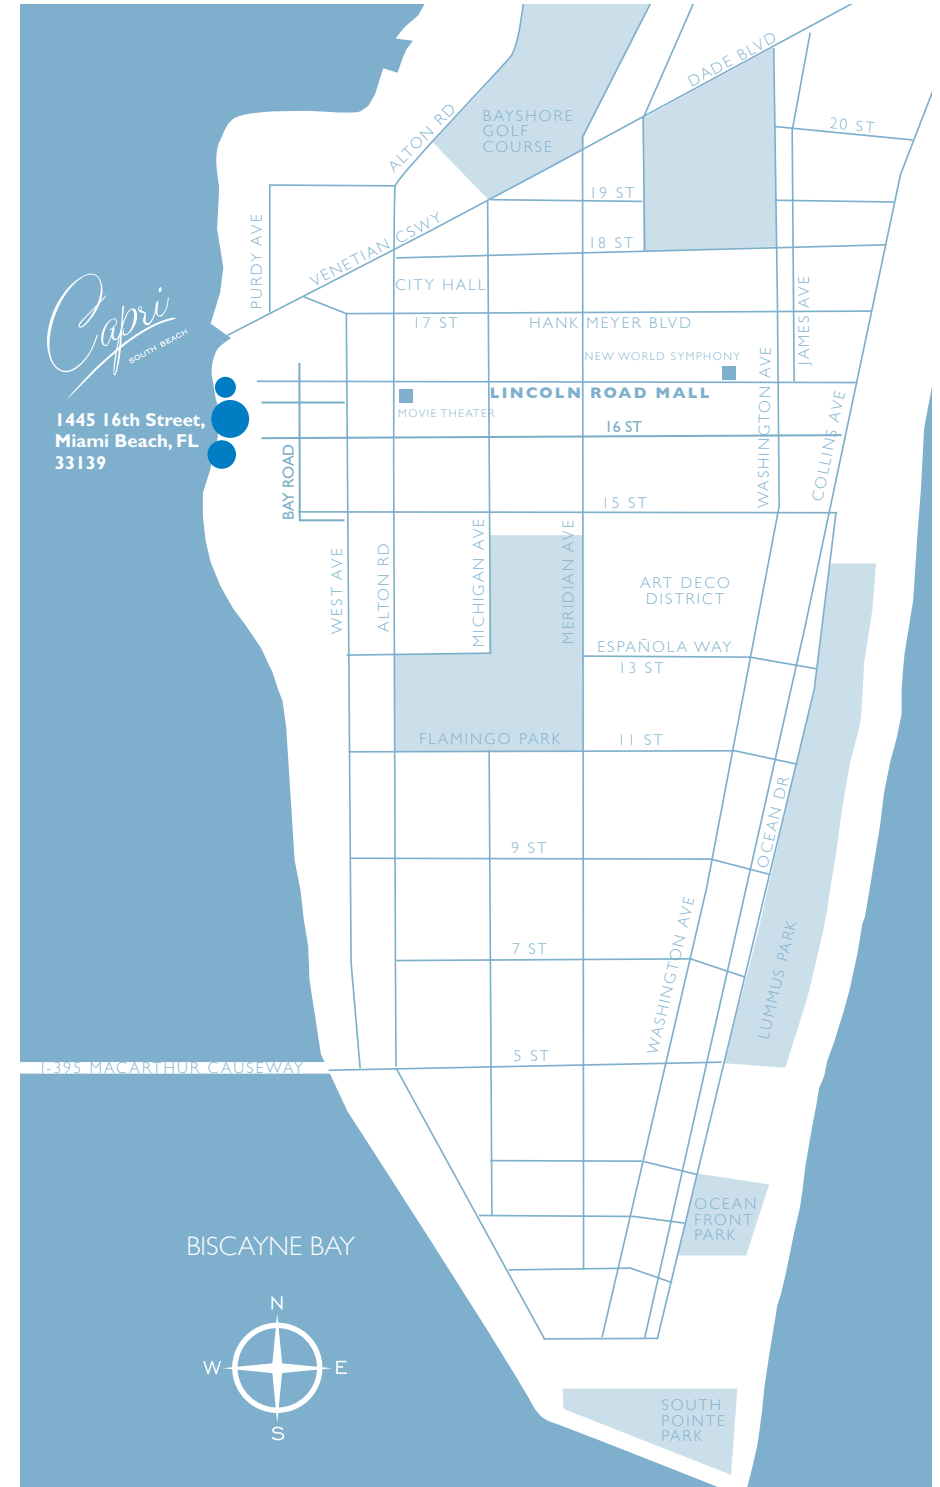 DADE BLVD
BAYSHORE
GOLF
COURSE
20 ST
ALTON RD
19 ST
PURDY AVE
VENETIAN CSWY
18 ST
CITY HALL
JAMES AVE
Capri
SOUTH BEACH
17 ST
HANK MEYER BLVD
NEW WORLD SYMPHONY
WASHINGTON AVE
LINCOLN ROAD MALL
COLLINS AVE
MOVIE THEATER
1445 16th Street,
Miami Beach, FL
33139
16 ST
BAY ROAD
15 ST
WEST AVE
ALTON RD
MICHIGAN AVE
MERIDIAN AVE
ART DECO
DISTRICT
ESPAÑOLA WAY
13 ST
FLAMINGO PARK
11 ST
OCEAN DR
9 ST
WASHINGTON AVE
7 ST
LUMMUS PARK
5 ST
I-395 MACARTHUR CAUSEWAY
OCEAN
FRONT
PARK
BISCAYNE BAY
N
W
E
S
SOUTH
POINTE
PARK